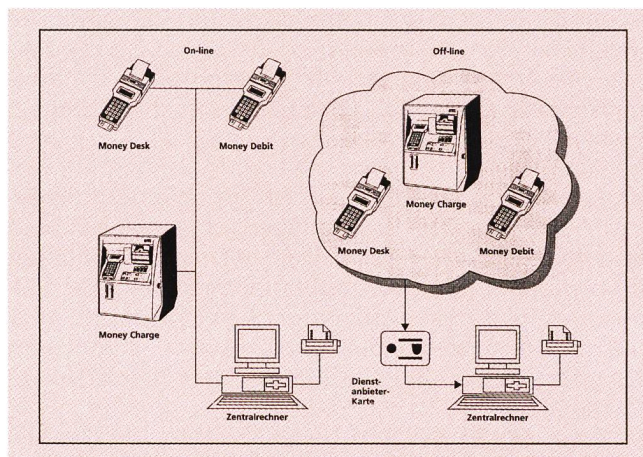 On-line
Off-line
Money Desk
Money Debit
Money Charge
Money Desk
Money Debit
Money Charge
Dienst-
anbieter-
Karte
Zentralrechner
Zentralrechner